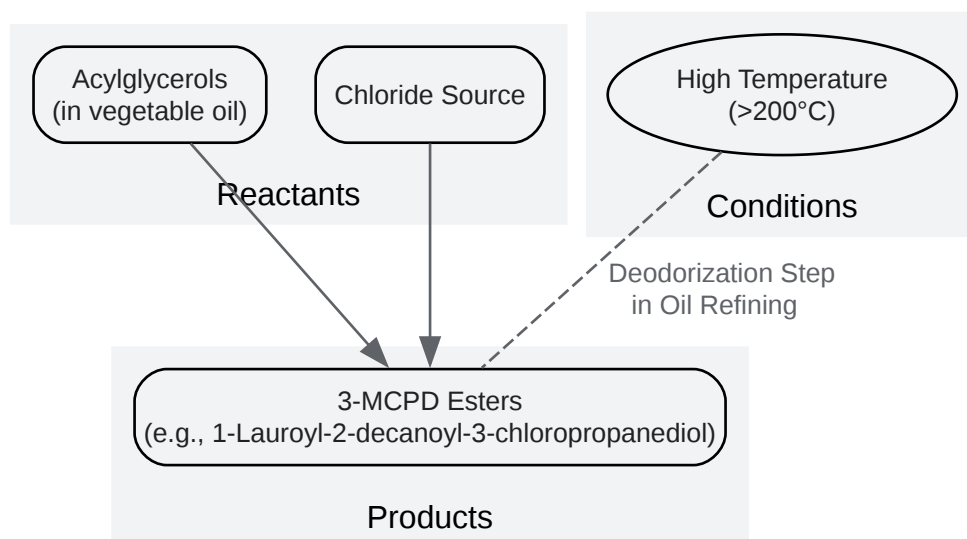 Acylglycerols
(in vegetable oil)
Chloride Source
Reactants
High Temperature
(>200°C)
Conditions
Deodorization Step
in Oil Refining
3-MCPD Esters
(e.g., 1-Lauroyl-2-decanoyl-3-chloropropanediol)
Products